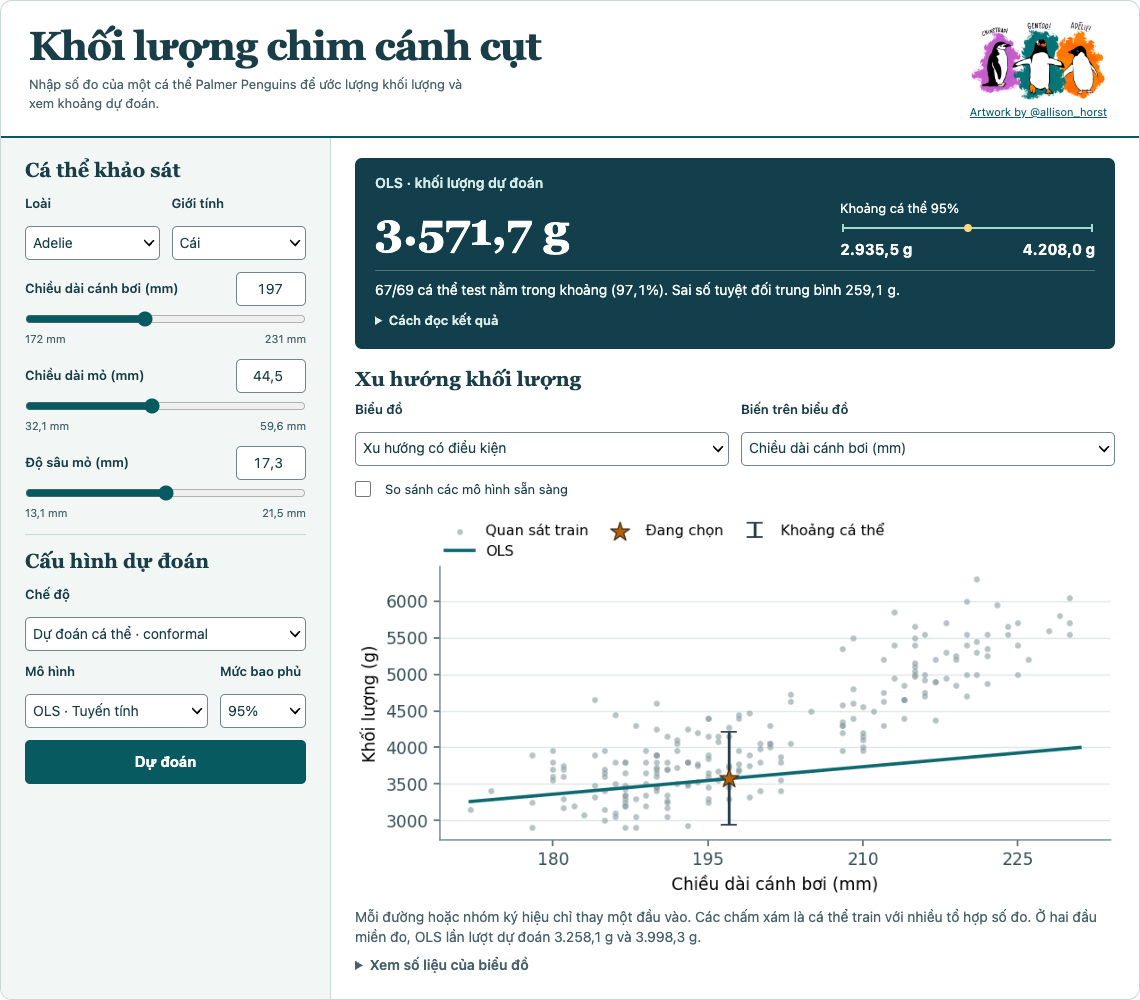 Khối lượng chim cánh cụt
Nhập số đo của một cá thể Palmer Penguins để ước lượng khối lượng và
xem khoảng dự đoán.
CHINSTRAP!
GENTOO!
ADÉLIE!
Artwork by @allison_horst
Cá thể khảo sát
Loài
Giới tính
Adelie
Cái
Chiều dài cánh bơi (mm)
197
172 mm
231 mm
Chiều dài mỏ (mm)
44,5
32,1 mm
59,6 mm
Độ sâu mỏ (mm)
17,3
13,1 mm
21,5 mm
Cấu hình dự đoán
Chế độ
Dự đoán cá thể · conformal
Mô hình
Mức bao phủ
OLS · Tuyến tính
95%
Dự đoán
OLS · khối lượng dự đoán
3.571,7 g
Khoảng cá thể 95%
2.935,5 g
4.208,0 g
67/69 cá thể test nằm trong khoảng (97,1%). Sai số tuyệt đối trung bình 259,1 g.
Cách đọc kết quả
Xu hướng khối lượng
Biểu đồ
Biến trên biểu đồ
Xu hướng có điều kiện
Chiều dài cánh bơi (mm)
So sánh các mô hình sẵn sàng
Quan sát train
Đang chọn
Khoảng cá thể
OLS
6000
5500
5000
4500
4000
3500
3000
Khối lượng (g)
180
195
210
225
Chiều dài cánh bơi (mm)
Mỗi đường hoặc nhóm ký hiệu chỉ thay một đầu vào. Các chấm xám là cá thể train với nhiều tổ hợp số đo. Ở hai đầu
miền đo, OLS lần lượt dự đoán 3.258,1 g và 3.998,3 g.
Xem số liệu của biểu đồ